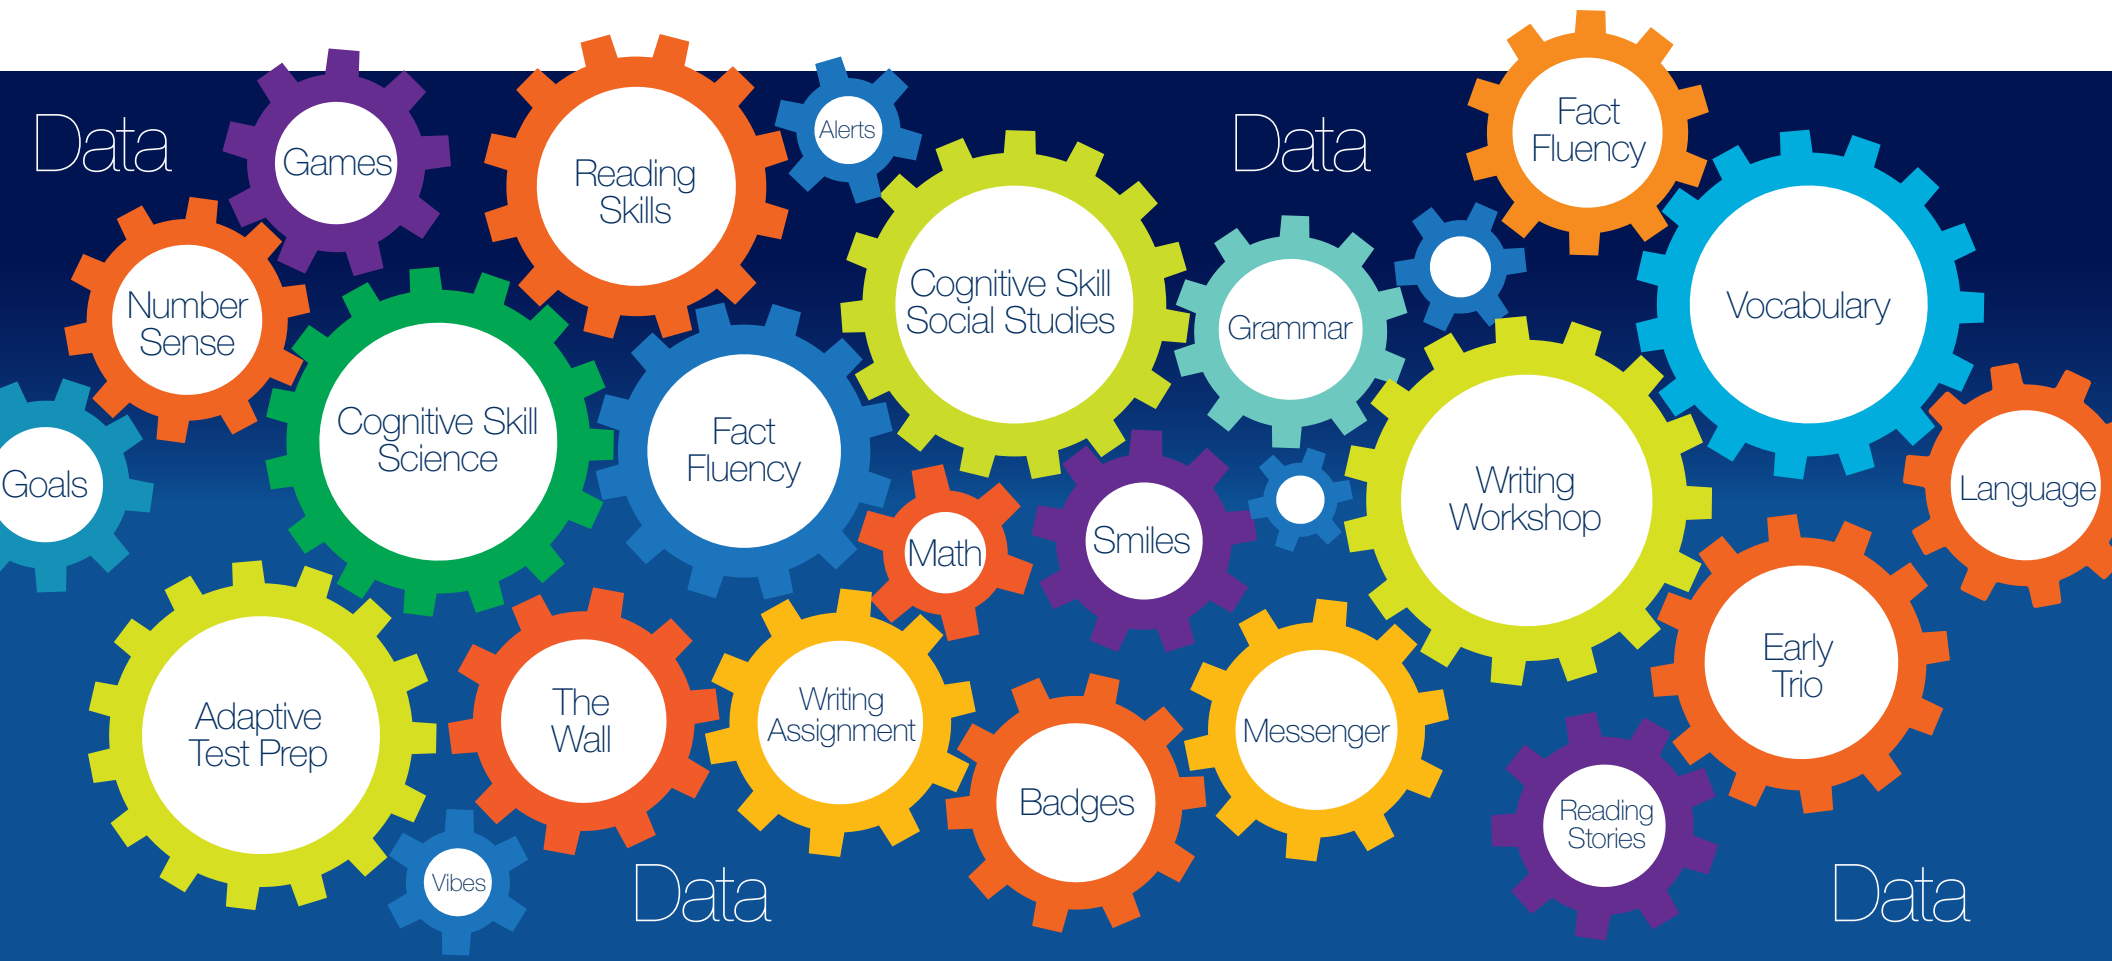 Data
Games
Reading
Skills
Alerts
Data
Fact
Fluency
Number
Sense
Cognitive Skill
Social Studies
Grammar
Vocabulary
Goals
Cognitive Skill
Science
Fact
Fluency
Math
Smiles
Writing
Workshop
Language
Adaptive
Test Prep
The
Wall
Writing
Assignment
Badges
Messenger
Early
Trio
Reading
Stories
Vibes
Data
Data